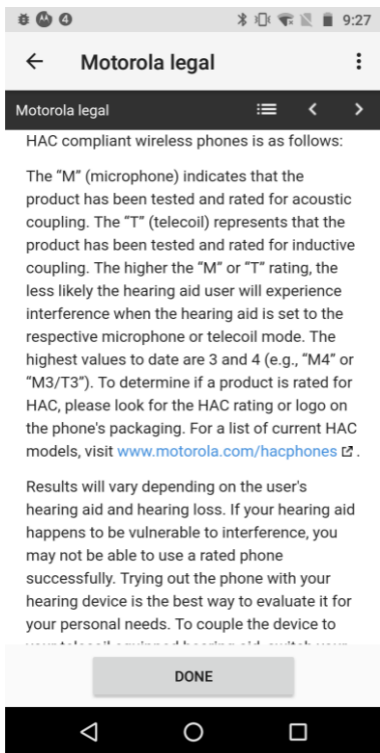 9:27
Motorola legal
Motorola legal
HAC compliant wireless phones is as follows:
The “M” (microphone) indicates that the
product has been tested and rated for acoustic
coupling. The “T” (telecoil) represents that the
product has been tested and rated for inductive
coupling. The higher the “M” or “T” rating, the
less likely the hearing aid user will experience
interference when the hearing aid is set to the
respective microphone or telecoil mode. The
highest values to date are 3 and 4 (e.g., “M4” or
“M3/T3”). To determine if a product is rated for
HAC, please look for the HAC rating or logo on
the phone's packaging. For a list of current HAC
models, visit www.motorola.com/hacphones .
Results will vary depending on the user's
hearing aid and hearing loss. If your hearing aid
happens to be vulnerable to interference, you
may not be able to use a rated phone
successfully. Trying out the phone with your
hearing device is the best way to evaluate it for
your personal needs. To couple the device to
DONE